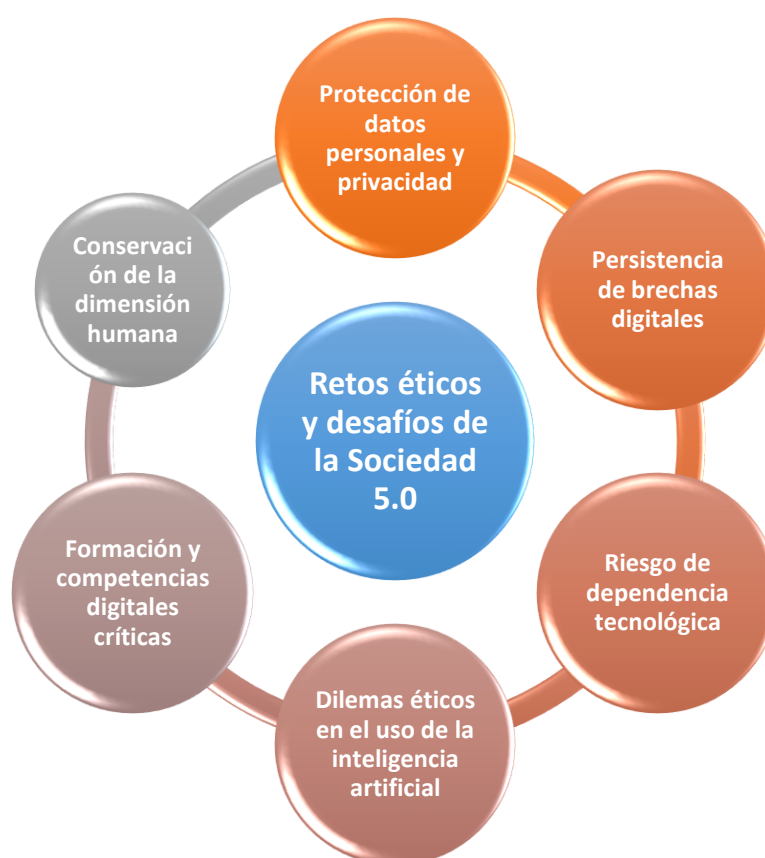 Protección de
datos
personales y
privacidad
Persistencia
de brechas
digitales
Riesgo de
dependencia
tecnológica
Dilemas éticos
en el uso de la
inteligencia
artificial
Formación y
competencias
digitales
críticas
Conservaci
ón de la
dimensión
humana
Retos éticos
y desafíos de
la Sociedad
5.0